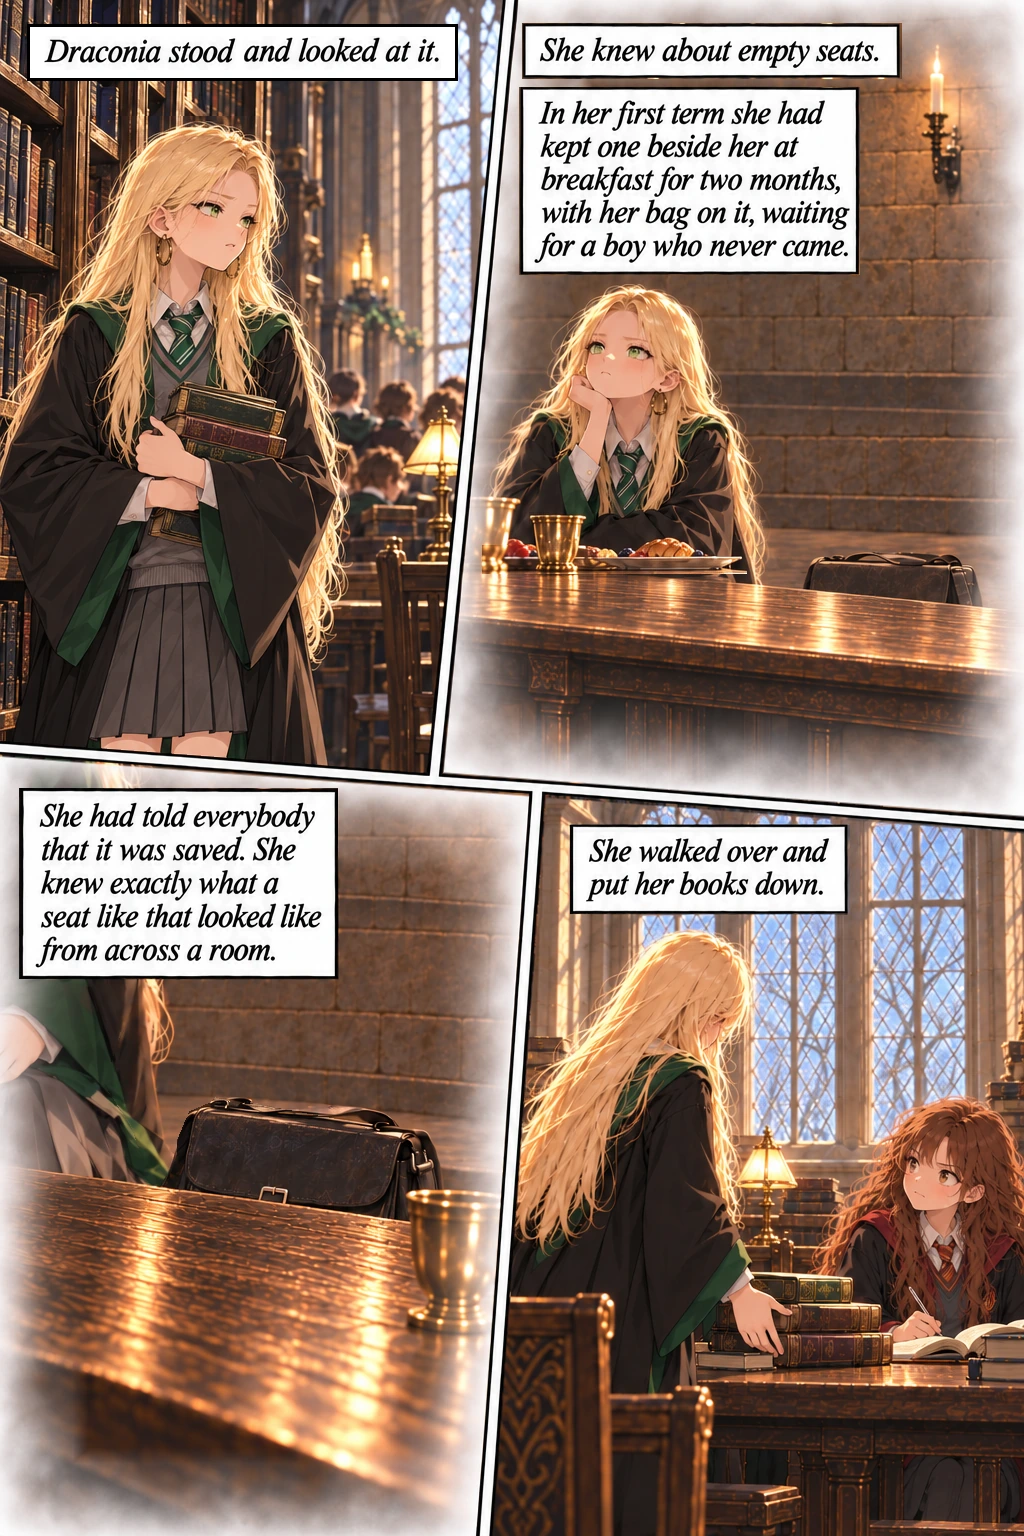 Draconia stood and looked at it.
She knew about empty seats.
In her first term she had
kept one beside her at
breakfast for two months,
with her bag on it, waiting
for a boy who never came.
She had told everybody
that it was saved. She
knew exactly what a
seat like that looked like
from across a room.
She walked over and
put her books down.